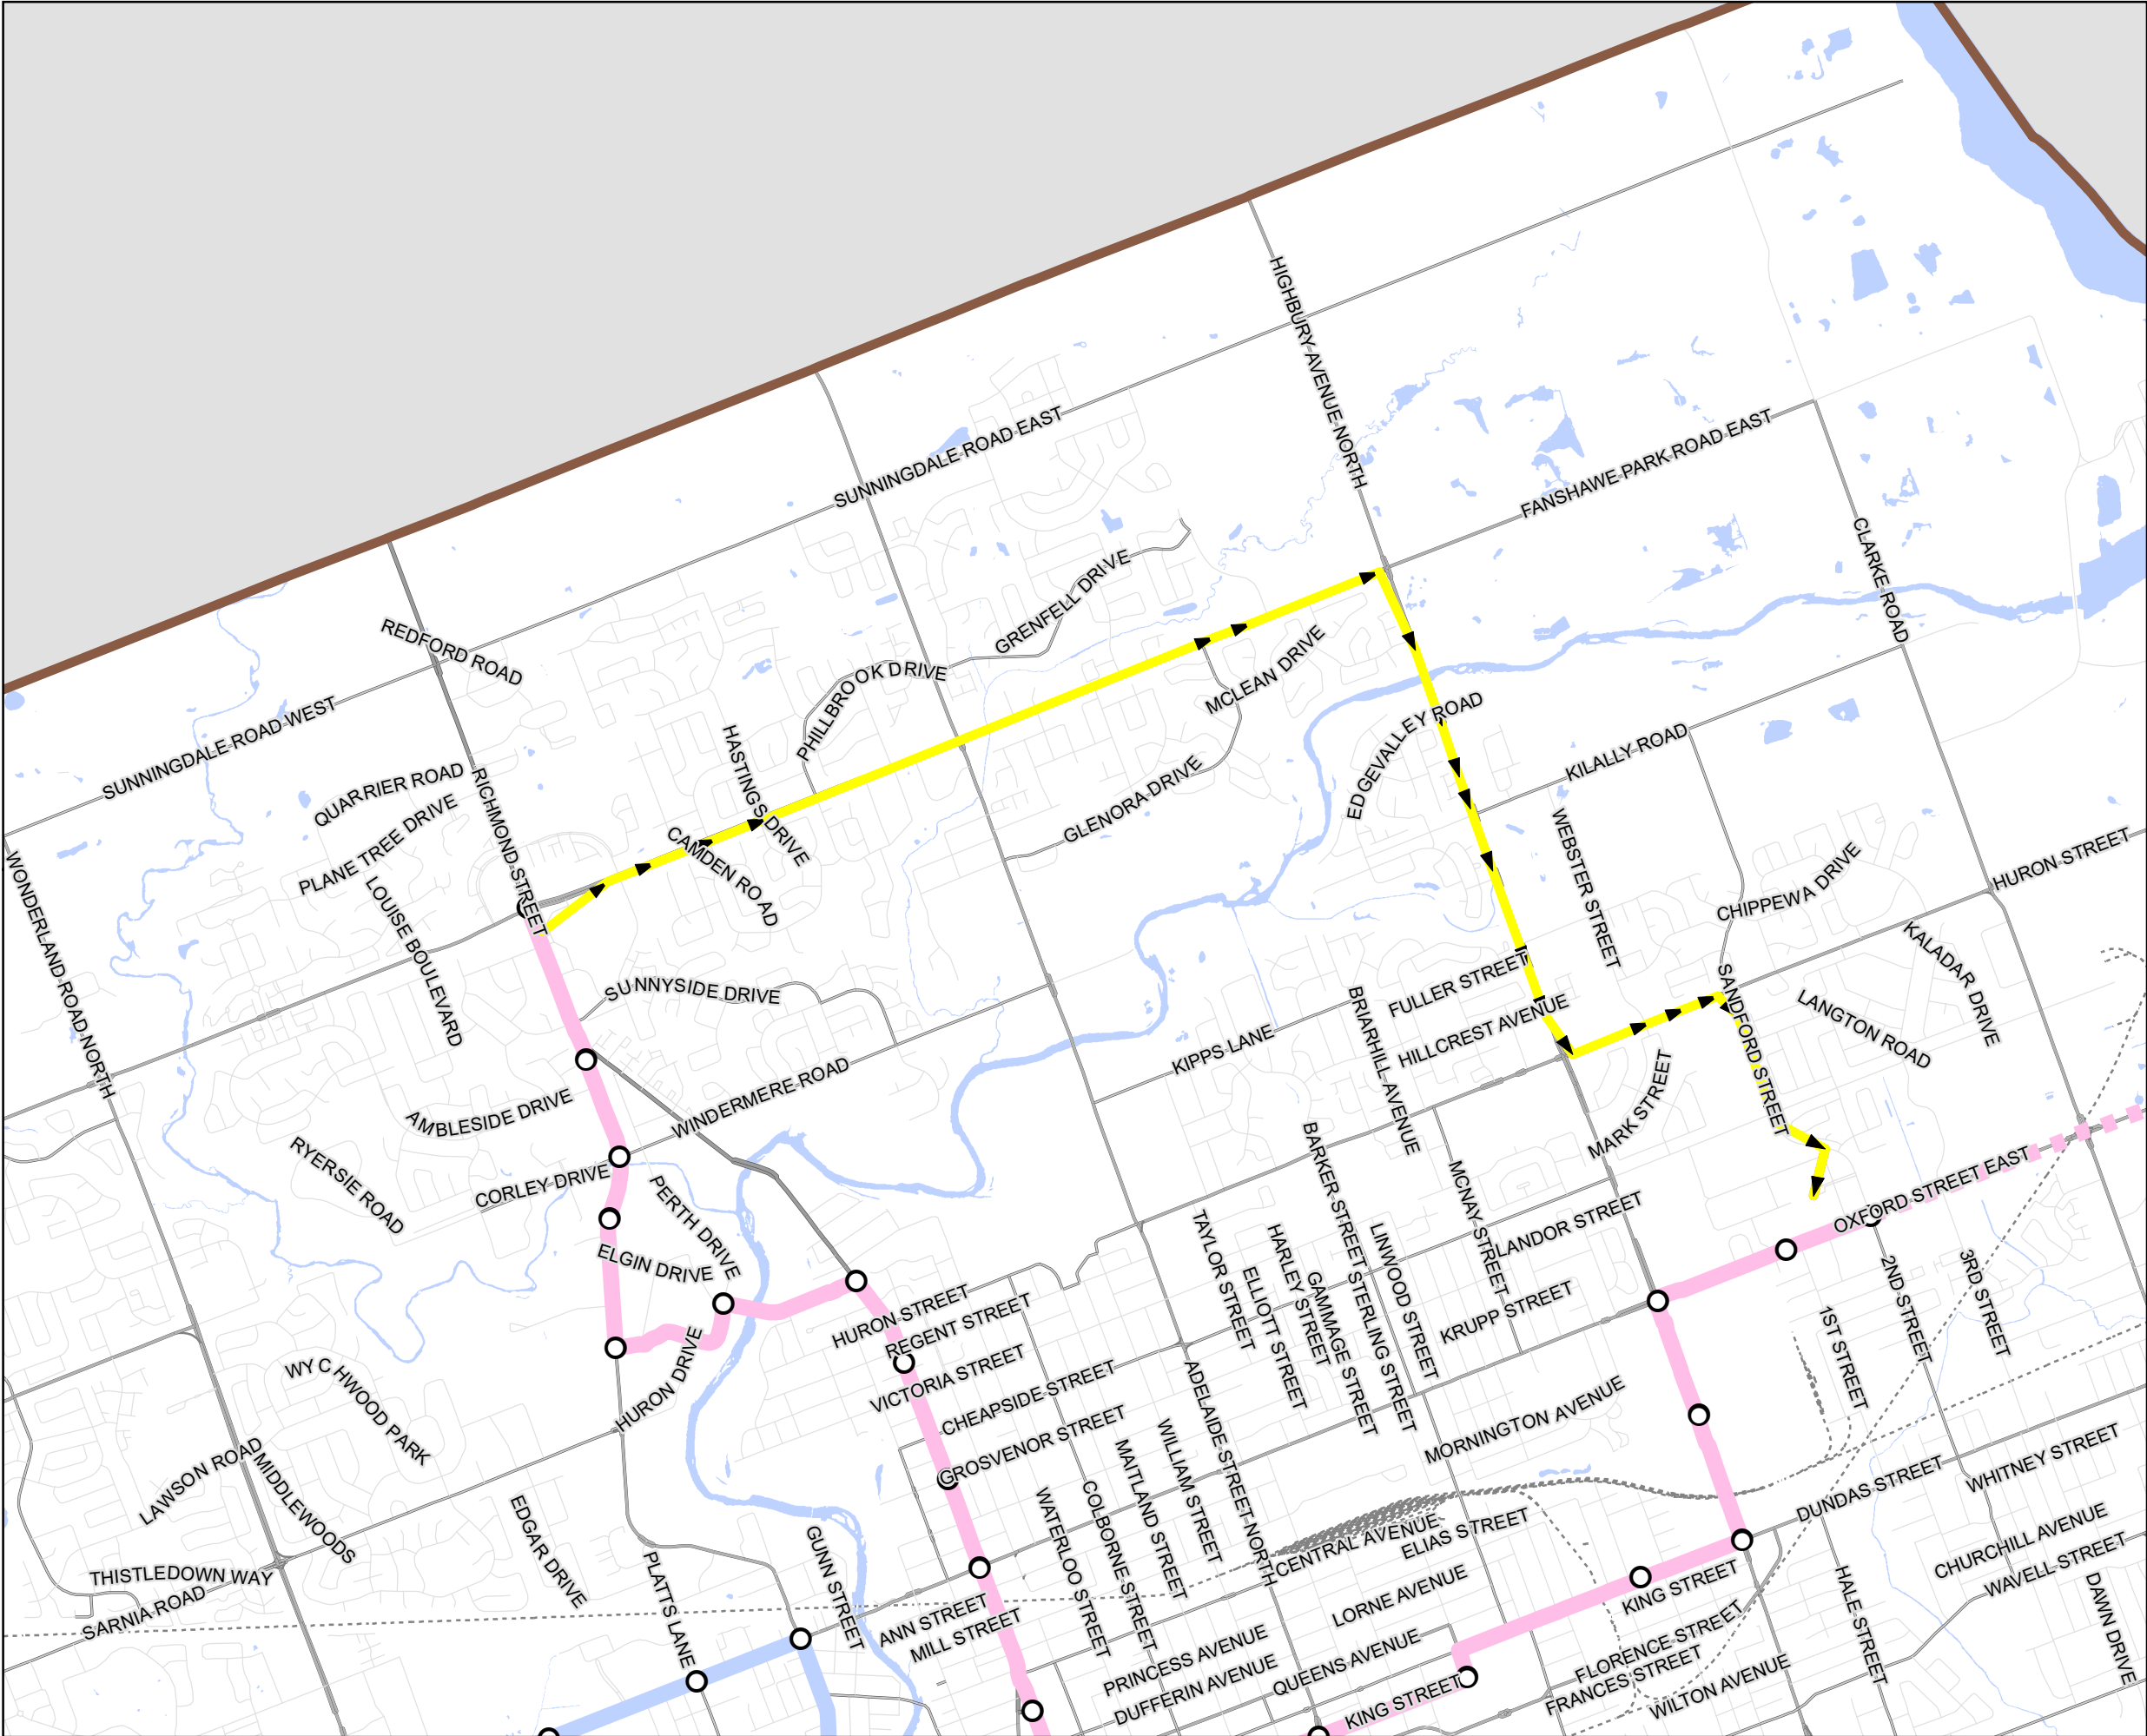 HIGHBURY AVENUE NORTH
SUNNINGDALE ROAD EAST
FANSHAWE PARK ROAD EAST
CLARKE ROAD
GRENFELL DRIVE
REDFORD ROAD
PHILLBROOK DRIVE
MCLEAN DRIVE
SUNNINGDALE ROAD WEST
EDGEVALLEY ROAD
KILALLY ROAD
HASTINGS DRIVE
QUARRIER ROAD
RICHMOND STREET
GLENORA DRIVE
PLANE TREE DRIVE
CAMDEN ROAD
WEBSTER STREET
HURON STREET
CHIPPEWA DRIVE
WONDERLAND ROAD NORTH
LOUISE BOULEVARD
KALADAR DRIVE
SUNNYSIDE DRIVE
FULLER STREET
SANDFORD STREET
LANGTON ROAD
HILLCREST AVENUE
BRIARHILL AVENUE
KIPPS LANE
MARK STREET
WINDERMERE ROAD
AMBLESIDE DRIVE
RYERSIE ROAD
CORLEY DRIVE
PERTH DRIVE
BARKER STREET
MCNAY STREET
OXFORD STREET EAST
TAYLOR STREET
LANDOR STREET
ELGIN DRIVE
HARLEY STREET
LINWOOD STREET
ELLIOTT STREET
GAMMAGE STREET
STERLING STREET
2ND STREET
3RD STREET
HURON STREET
REGENT STREET
KRUPP STREET
1ST STREET
HURON DRIVE
VICTORIA STREET
WYCHWOOD PARK
CHEAPSIDE STREET
ADELAIDE STREET NORTH
MORNINGTON AVENUE
GROSVENOR STREET
LAWSON ROAD
MIDDLEWOODS
WILLIAM STREET
MAITLAND STREET
COLBORNE STREET
WATERLOO STREET
WHITNEY STREET
DUNDAS STREET
EDGAR DRIVE
GUNN STREET
CENTRAL AVENUE
ELIAS STREET
CHURCHILL AVENUE
WAVELL STREET
THISTLEDOWN WAY
SARNIA ROAD
PLATTS LANE
ANN STREET
MILL STREET
LORNE AVENUE
KING STREET
HALE STREET
DAWN DRIVE
PRINCESS AVENUE
QUEENS AVENUE
FLORENCE STREET
FRANCES STREET
DUFFERIN AVENUE
WILTON AVENUE
KING STREET